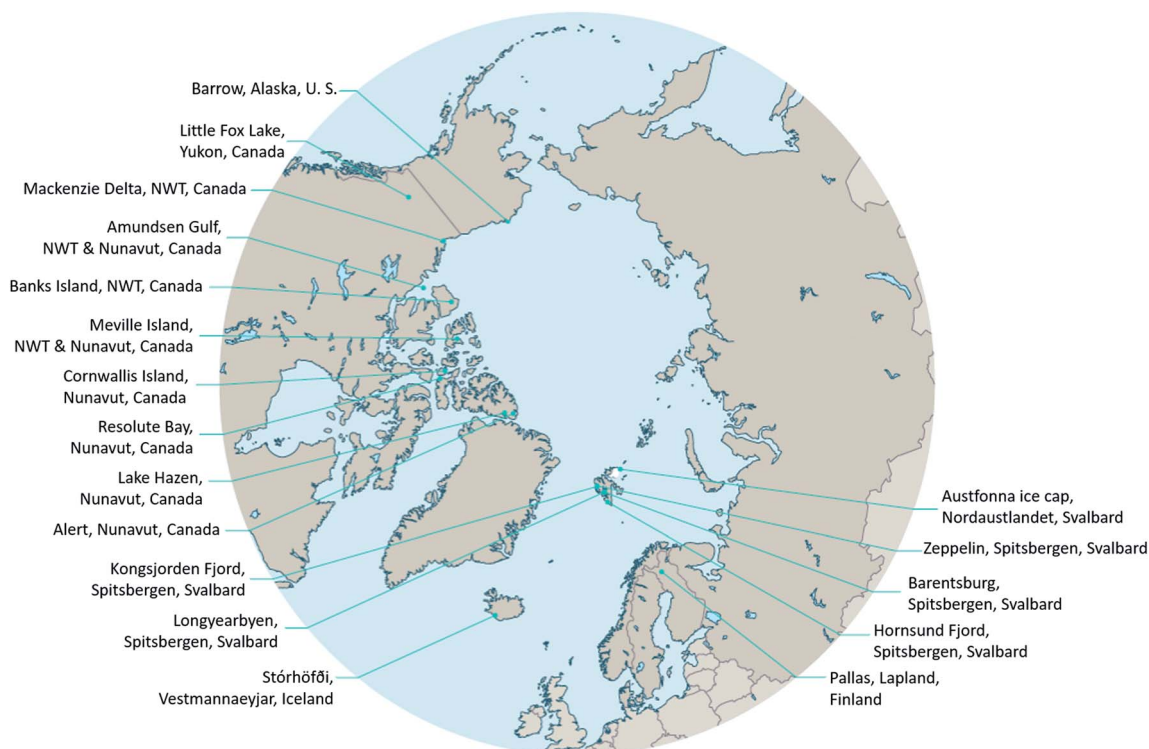 Barrow, Alaska, U. S.
Little Fox Lake,
Yukon, Canada
Mackenzie Delta, NWT, Canada
Amundsen Gulf,
NWT & Nunavut, Canada
Banks Island, NWT, Canada
Meville Island,
NWT & Nunavut, Canada
Cornwallis Island,
Nunavut, Canada
Resolute Bay,
Nunavut, Canada
Lake Hazen,
Nunavut, Canada
Alert, Nunavut, Canada
Kongsjorden Fjord,
Spitsbergen, Svalbard
Longyearbyen,
Spitsbergen, Svalbard
Stórhöfði,
Vestmannaeyjar, Iceland
Austfonna ice cap,
Nordaustlandet, Svalbard
Zeppelin, Spitsbergen, Svalbard
Barentsburg,
Spitsbergen, Svalbard
Hornsund Fjord,
Spitsbergen, Svalbard
Pallas, Lapland,
Finland